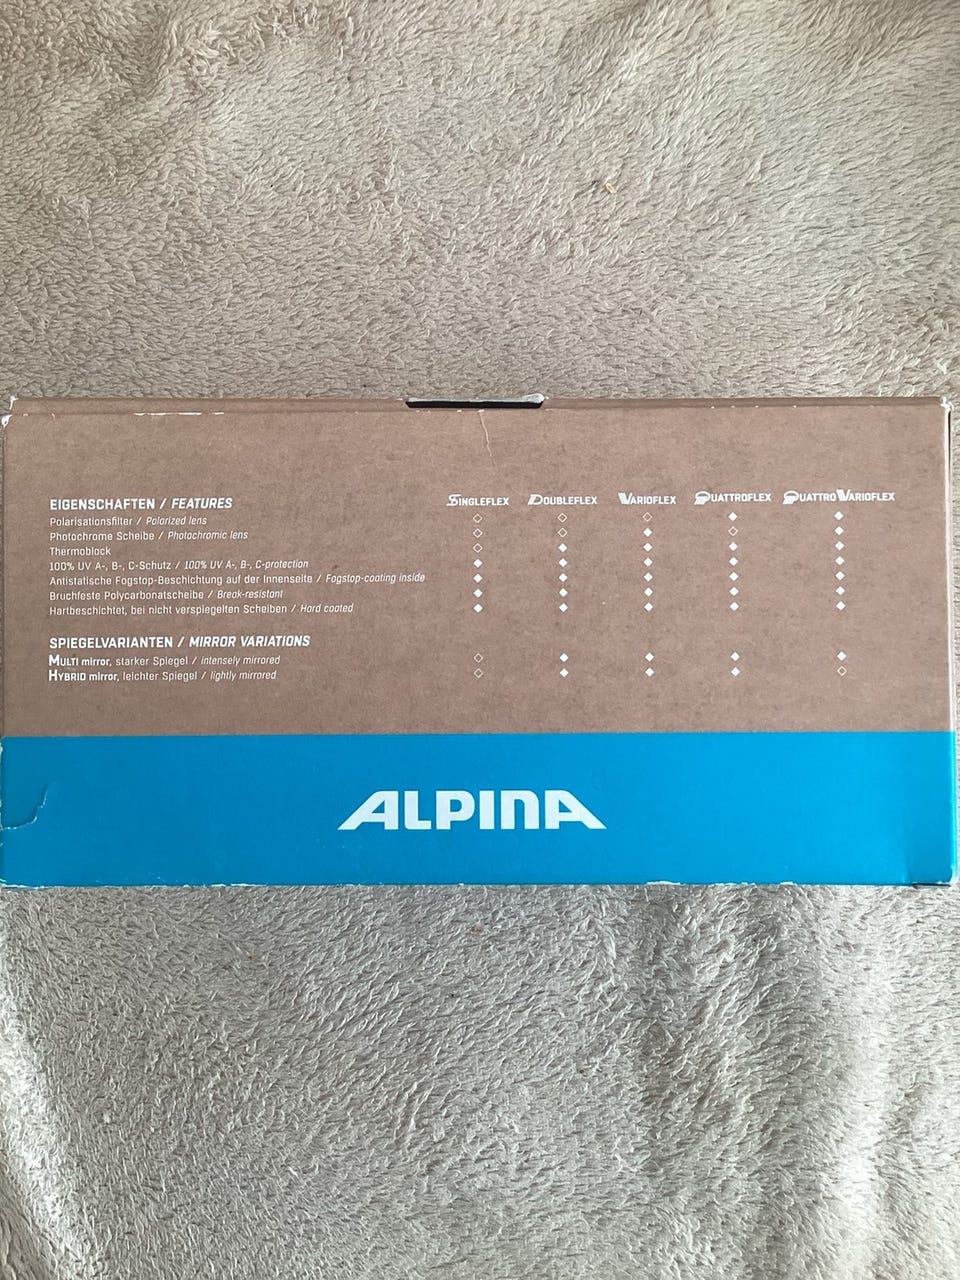 EIGENSCHAFTEN / FEATURES SINGLEFLEX DOUBLEFLEX VARIOFLEX QUATTROFLEX QUATTROVARIOFLEX
Polarisationsfilter / Polarized lens ◇ ◇ ◇ ◆ ◆
Photochrome Scheibe / Photochromic lens ◇ ◇ ◆ ◇ ◆
Thermoblock ◇ ◆ ◆ ◆ ◆
100% UV A-, B-, C-Schutz / 100% UV A-, B-, C-protection ◆ ◆ ◆ ◆ ◆
Antistatische Fogstop-Beschichtung auf der Innenseite / Fogstop-coating inside ◆ ◆ ◆ ◆ ◆
Bruchfeste Polycarbonatscheibe / Break-resistant ◆ ◆ ◆ ◆ ◆
Hartbeschichtet, bei nicht verspiegelten Scheiben / Hard coated ◆ ◆ ◆ ◆ ◆
SPIEGELVARIANTEN / MIRROR VARIATIONS
MULTI mirror, starker Spiegel / intensely mirrored ◇ ◆ ◆ ◆ ◆
HYBRID mirror, leichter Spiegel / lightly mirrored ◇ ◆ ◆ ◆ ◇
ALPINA